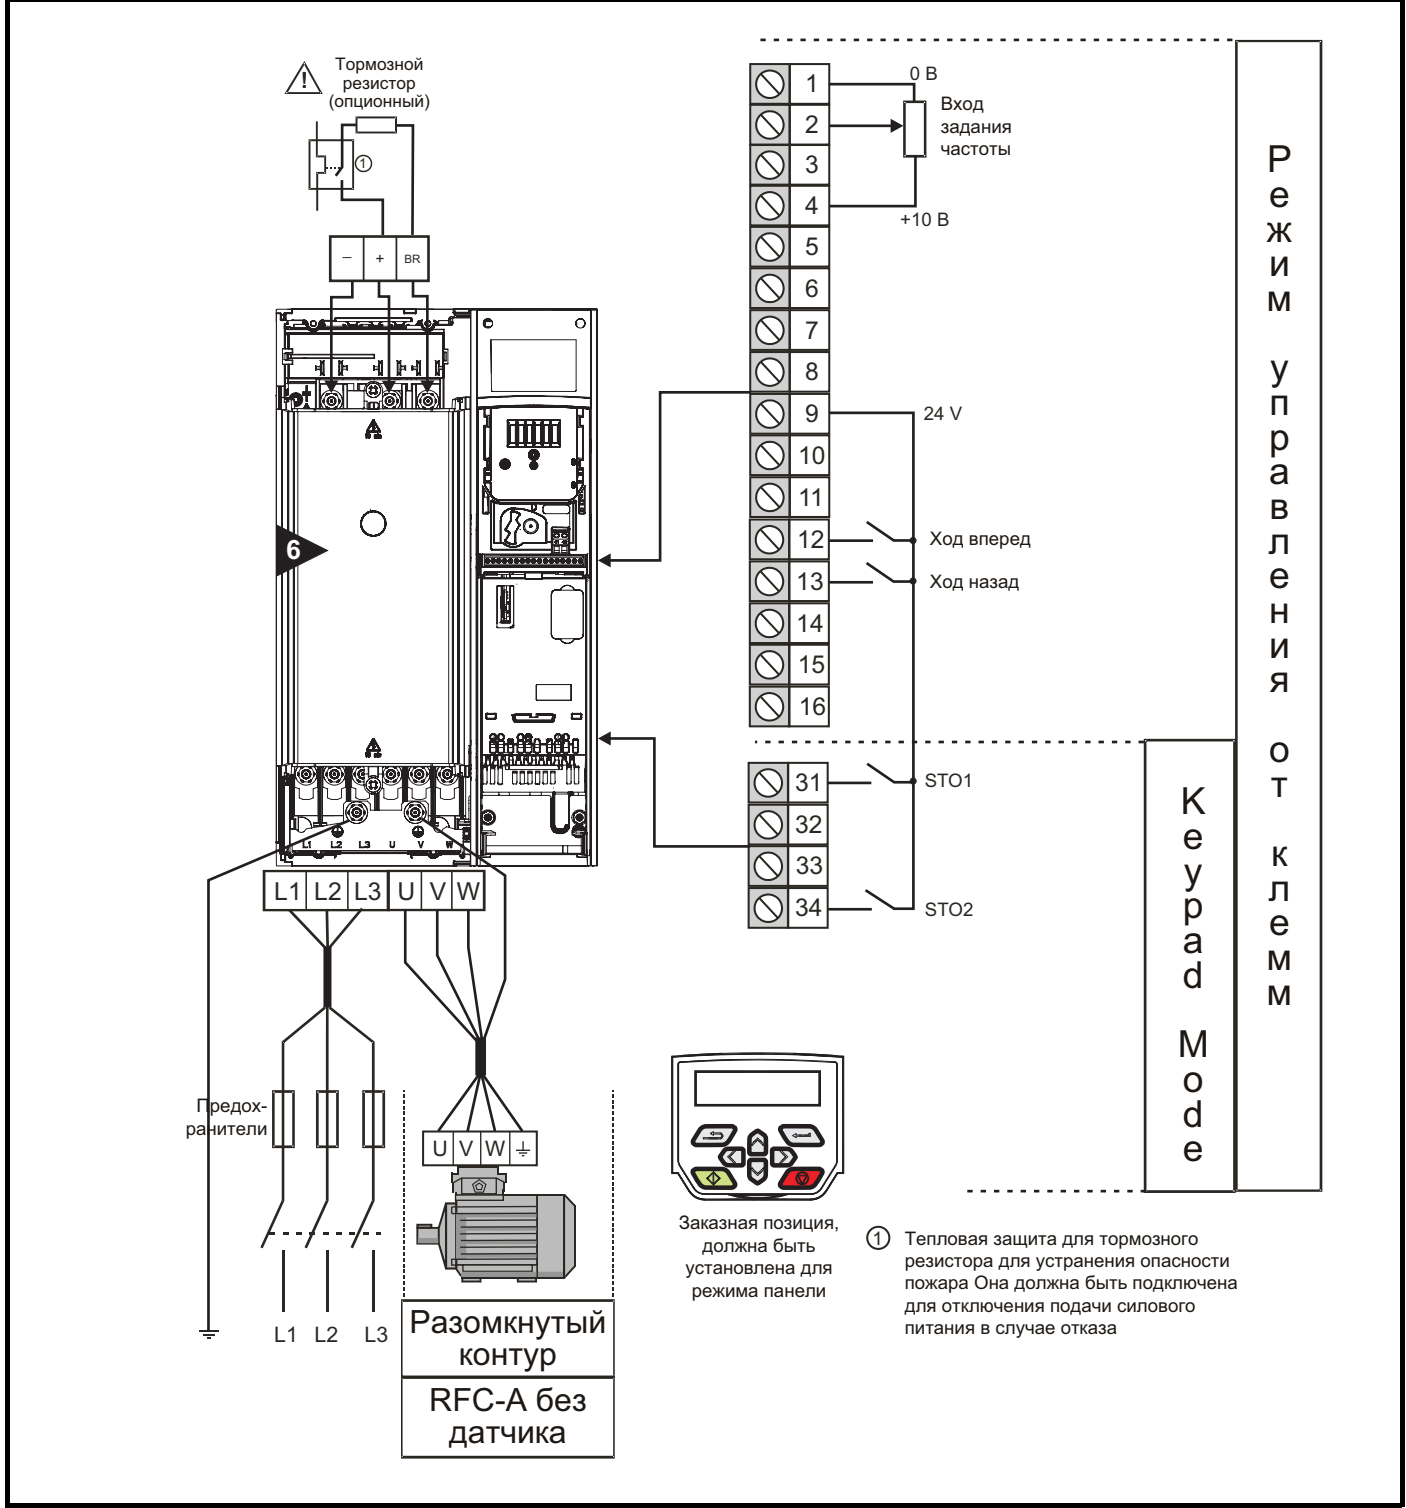 Тормозной
резистор
(опционный)
1
− + BR
6
L1 L2 L3 U V W
L1 L2 L3 U V W
Предох-
ранители
L1 L2 L3
U V W
Разомкнутый
контур
RFC-A без
датчика
1
2
3
4
5
6
7
8
9
10
11
12
13
14
15
16
0 В
Вход
задания
частоты
+10 В
24 V
Ход вперед
Ход назад
31
32
33
34
STO1
STO2
Keypad Mode
Режим управления от клемм
Заказная позиция,
должна быть
установлена для
режима панели
1 Тепловая защита для тормозного
резистора для устранения опасности
пожара Она должна быть подключена
для отключения подачи силового
питания в случае отказа